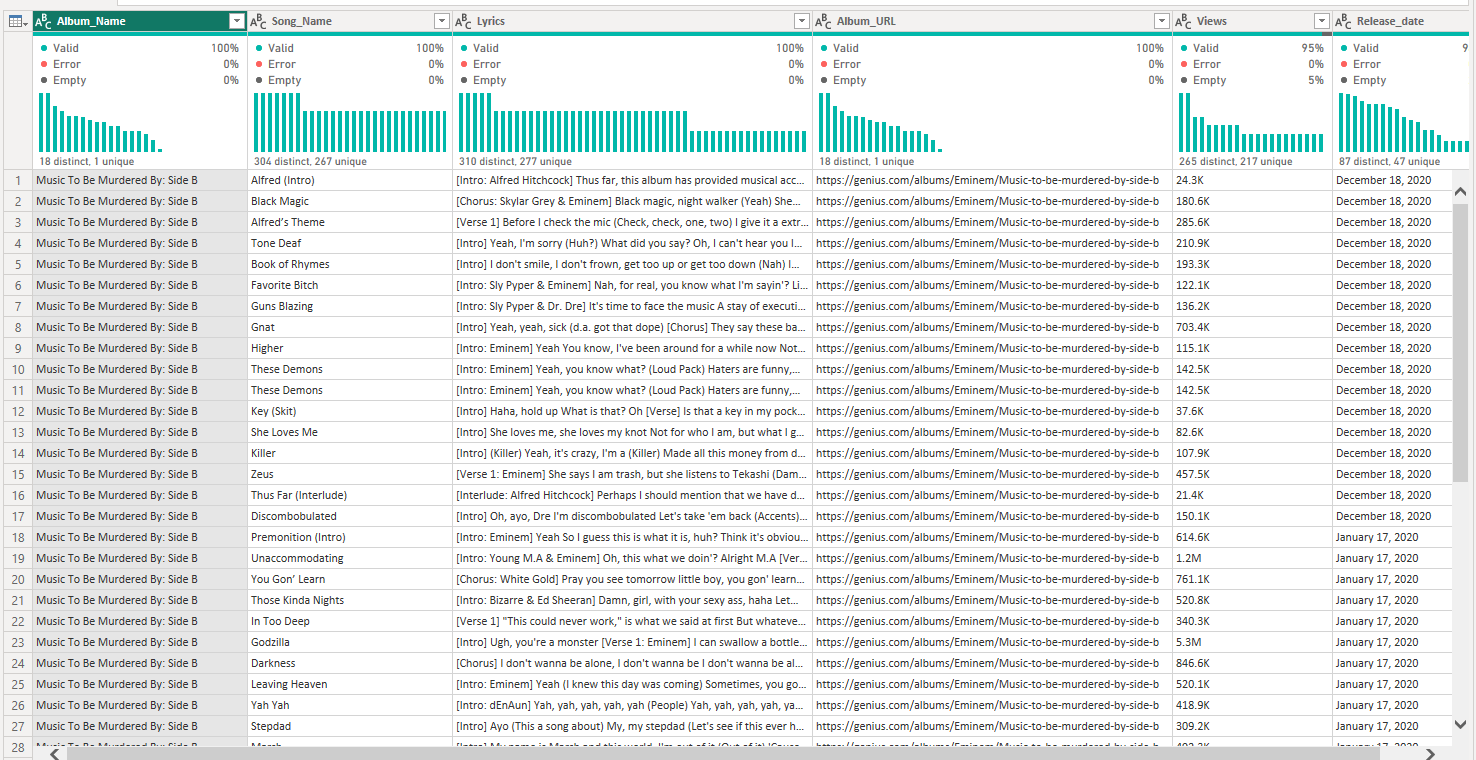 ABC Album_Name ABC Song_Name ABC Lyrics ABC Album_URL ABC Views ABC Release_date
Valid 100% Valid 100% Valid 100% Valid 100% Valid 95% Valid 9
Error 0% Error 0% Error 0% Error 0% Error 0% Error
Empty 0% Empty 0% Empty 0% Empty 0% Empty 5% Empty
18 distinct, 1 unique 304 distinct, 267 unique 310 distinct, 277 unique 18 distinct, 1 unique 265 distinct, 217 unique 87 distinct, 47 unique
1 Music To Be Murdered By: Side B Alfred (Intro) [Intro: Alfred Hitchcock] Thus far, this album has provided musical acc... https://genius.com/albums/Eminem/Music-to-be-murdered-by-side-b 24.3K December 18, 2020
2 Music To Be Murdered By: Side B Black Magic [Chorus: Skylar Grey & Eminem] Black magic, night walker (Yeah) She... https://genius.com/albums/Eminem/Music-to-be-murdered-by-side-b 180.6K December 18, 2020
3 Music To Be Murdered By: Side B Alfred’s Theme [Verse 1] Before I check the mic (Check, check, one, two) I give it a extr... https://genius.com/albums/Eminem/Music-to-be-murdered-by-side-b 285.6K December 18, 2020
4 Music To Be Murdered By: Side B Tone Deaf [Intro] Yeah, I'm sorry (Huh?) What did you say? Oh, I can't hear you I... https://genius.com/albums/Eminem/Music-to-be-murdered-by-side-b 210.9K December 18, 2020
5 Music To Be Murdered By: Side B Book of Rhymes [Intro] I don't smile, I don't frown, get too up or get too down (Nah) I... https://genius.com/albums/Eminem/Music-to-be-murdered-by-side-b 193.3K December 18, 2020
6 Music To Be Murdered By: Side B Favorite Bitch [Intro: Sly Pyper & Eminem] Nah, for real, you know what I'm sayin'? Li... https://genius.com/albums/Eminem/Music-to-be-murdered-by-side-b 122.1K December 18, 2020
7 Music To Be Murdered By: Side B Guns Blazing [Intro: Sly Pyper & Dr. Dre] It's time to face the music A stay of executi... https://genius.com/albums/Eminem/Music-to-be-murdered-by-side-b 136.2K December 18, 2020
8 Music To Be Murdered By: Side B Gnat [Intro] Yeah, yeah, sick (d.a. got that dope) [Chorus] They say these ba... https://genius.com/albums/Eminem/Music-to-be-murdered-by-side-b 703.4K December 18, 2020
9 Music To Be Murdered By: Side B Higher [Intro: Eminem] Yeah You know, I've been around for a while now Not... https://genius.com/albums/Eminem/Music-to-be-murdered-by-side-b 115.1K December 18, 2020
10 Music To Be Murdered By: Side B These Demons [Intro: Eminem] Yeah, you know what? (Loud Pack) Haters are funny,... https://genius.com/albums/Eminem/Music-to-be-murdered-by-side-b 142.5K December 18, 2020
11 Music To Be Murdered By: Side B These Demons [Intro: Eminem] Yeah, you know what? (Loud Pack) Haters are funny,... https://genius.com/albums/Eminem/Music-to-be-murdered-by-side-b 142.5K December 18, 2020
12 Music To Be Murdered By: Side B Key (Skit) [Intro] Haha, hold up What is that? Oh [Verse] Is that a key in my pock... https://genius.com/albums/Eminem/Music-to-be-murdered-by-side-b 37.6K December 18, 2020
13 Music To Be Murdered By: Side B She Loves Me [Intro] She loves me, she loves my knot Not for who I am, but what I g... https://genius.com/albums/Eminem/Music-to-be-murdered-by-side-b 82.6K December 18, 2020
14 Music To Be Murdered By: Side B Killer [Intro] (Killer) Yeah, it's crazy, I'm a (Killer) Made all this money from d... https://genius.com/albums/Eminem/Music-to-be-murdered-by-side-b 107.9K December 18, 2020
15 Music To Be Murdered By: Side B Zeus [Verse 1: Eminem] She says I am trash, but she listens to Tekashi (Dam... https://genius.com/albums/Eminem/Music-to-be-murdered-by-side-b 457.5K December 18, 2020
16 Music To Be Murdered By: Side B Thus Far (Interlude) [Interlude: Alfred Hitchcock] Perhaps I should mention that we have d... https://genius.com/albums/Eminem/Music-to-be-murdered-by-side-b 21.4K December 18, 2020
17 Music To Be Murdered By: Side B Discombobulated [Intro] Oh, ayo, Dre I'm discombobulated Let's take 'em back (Accents)... https://genius.com/albums/Eminem/Music-to-be-murdered-by-side-b 150.1K December 18, 2020
18 Music To Be Murdered By: Side B Premonition (Intro) [Intro: Eminem] Yeah So I guess this is what it is, huh? Think it's obviou... https://genius.com/albums/Eminem/Music-to-be-murdered-by-side-b 614.6K January 17, 2020
19 Music To Be Murdered By: Side B Unaccommodating [Intro: Young M.A & Eminem] Oh, this what we doin'? Alright M.A [Ver... https://genius.com/albums/Eminem/Music-to-be-murdered-by-side-b 1.2M January 17, 2020
20 Music To Be Murdered By: Side B You Gon’ Learn [Chorus: White Gold] Pray you see tomorrow little boy, you gon' learn... https://genius.com/albums/Eminem/Music-to-be-murdered-by-side-b 761.1K January 17, 2020
21 Music To Be Murdered By: Side B Those Kinda Nights [Intro: Bizarre & Ed Sheeran] Damn, girl, with your sexy ass, haha Let... https://genius.com/albums/Eminem/Music-to-be-murdered-by-side-b 520.8K January 17, 2020
22 Music To Be Murdered By: Side B In Too Deep [Verse 1] "This could never work," is what we said at first But whateve... https://genius.com/albums/Eminem/Music-to-be-murdered-by-side-b 340.3K January 17, 2020
23 Music To Be Murdered By: Side B Godzilla [Intro] Ugh, you're a monster [Verse 1: Eminem] I can swallow a bottle... https://genius.com/albums/Eminem/Music-to-be-murdered-by-side-b 5.3M January 17, 2020
24 Music To Be Murdered By: Side B Darkness [Chorus] I don't wanna be alone, I don't wanna be I don't wanna be al... https://genius.com/albums/Eminem/Music-to-be-murdered-by-side-b 846.6K January 17, 2020
25 Music To Be Murdered By: Side B Leaving Heaven [Intro: Eminem] Yeah (I knew this day was coming) Sometimes, you go... https://genius.com/albums/Eminem/Music-to-be-murdered-by-side-b 520.1K January 17, 2020
26 Music To Be Murdered By: Side B Yah Yah [Intro: dEnAun] Yah, yah, yah, yah (People) Yah, yah, yah, yah, ya... https://genius.com/albums/Eminem/Music-to-be-murdered-by-side-b 418.9K January 17, 2020
27 Music To Be Murdered By: Side B Stepdad [Intro] Ayo (This a song about) My, my stepdad (Let's see if this ever h... https://genius.com/albums/Eminem/Music-to-be-murdered-by-side-b 309.2K January 17, 2020
28